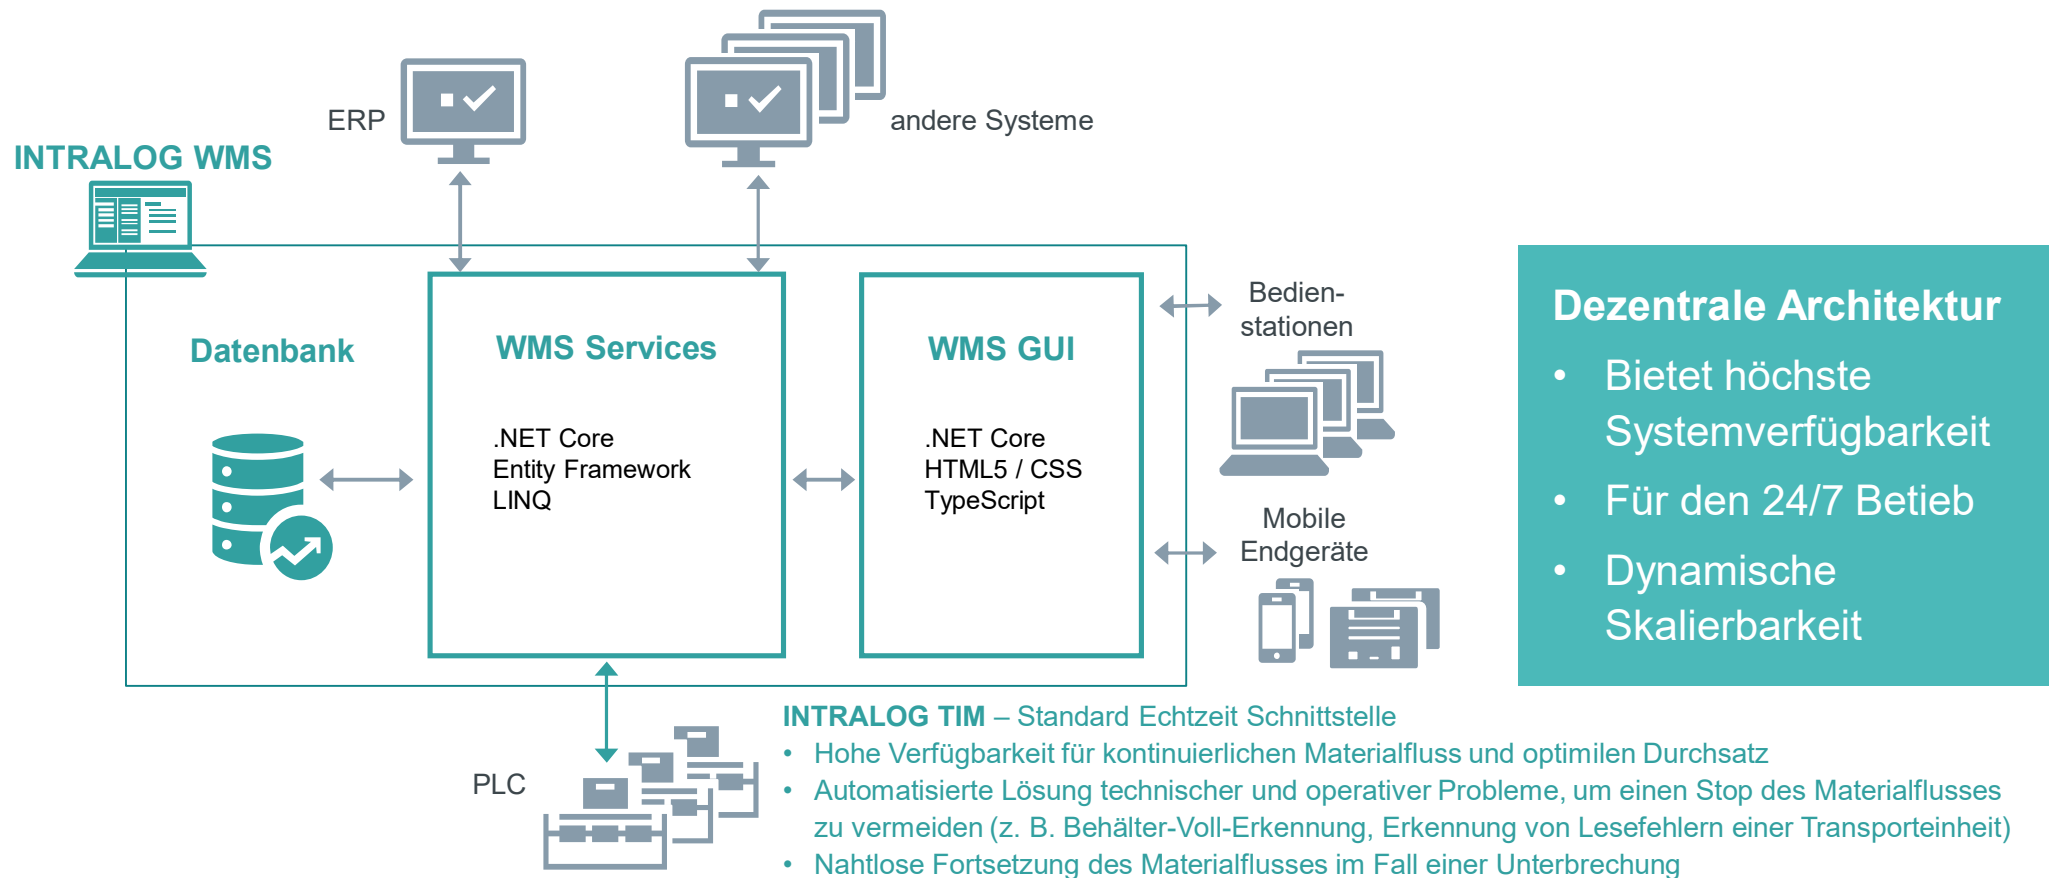 ERP
andere Systeme
INTRALOG WMS
Datenbank
WMS Services
.NET Core
Entity Framework
LINQ
WMS GUI
.NET Core
HTML5 / CSS
TypeScript
Bedien-
stationen
Mobile
Endgeräte
Dezentrale Architektur
• Bietet höchste
Systemverfügbarkeit
• Für den 24/7 Betieb
• Dynamische
Skalierbarkeit
PLC
INTRALOG TIM – Standard Echtzeit Schnittstelle
• Hohe Verfügbarkeit für kontinuierlichen Materialfluss und optimilen Durchsatz
• Automatisierte Lösung technischer und operativer Probleme, um einen Stop des Materialflusses
zu vermeiden (z. B. Behälter-Voll-Erkennung, Erkennung von Lesefehlern einer Transporteinheit)
• Nahtlose Fortsetzung des Materialflusses im Fall einer Unterbrechung